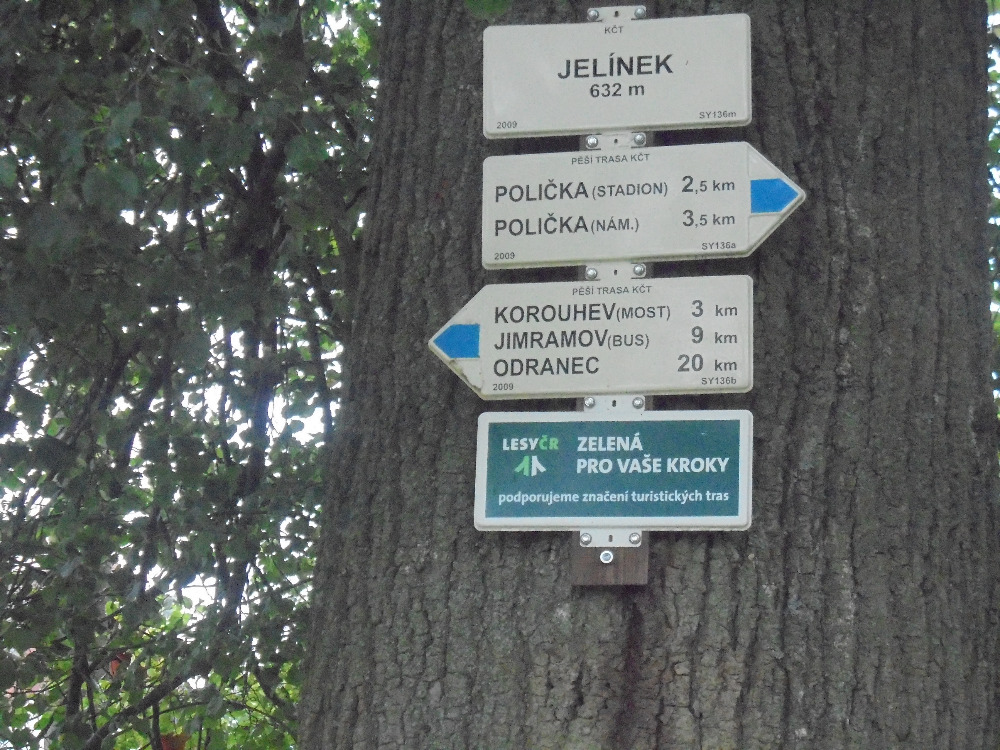 KČT
JELÍNEK
632 m
2009 SY136m
PĚŠÍ TRASA KČT
POLIČKA (STADION) 2,5 km
POLIČKA (NÁM.) 3,5 km
2009 SY136a
PĚŠÍ TRASA KČT
KOROUHEV (MOST) 3 km
JIMRAMOV (BUS) 9 km
ODRANEC 20 km
2009 SY136b
LESY ČR ZELENÁ
PRO VAŠE KROKY
podporujeme značení turistických tras